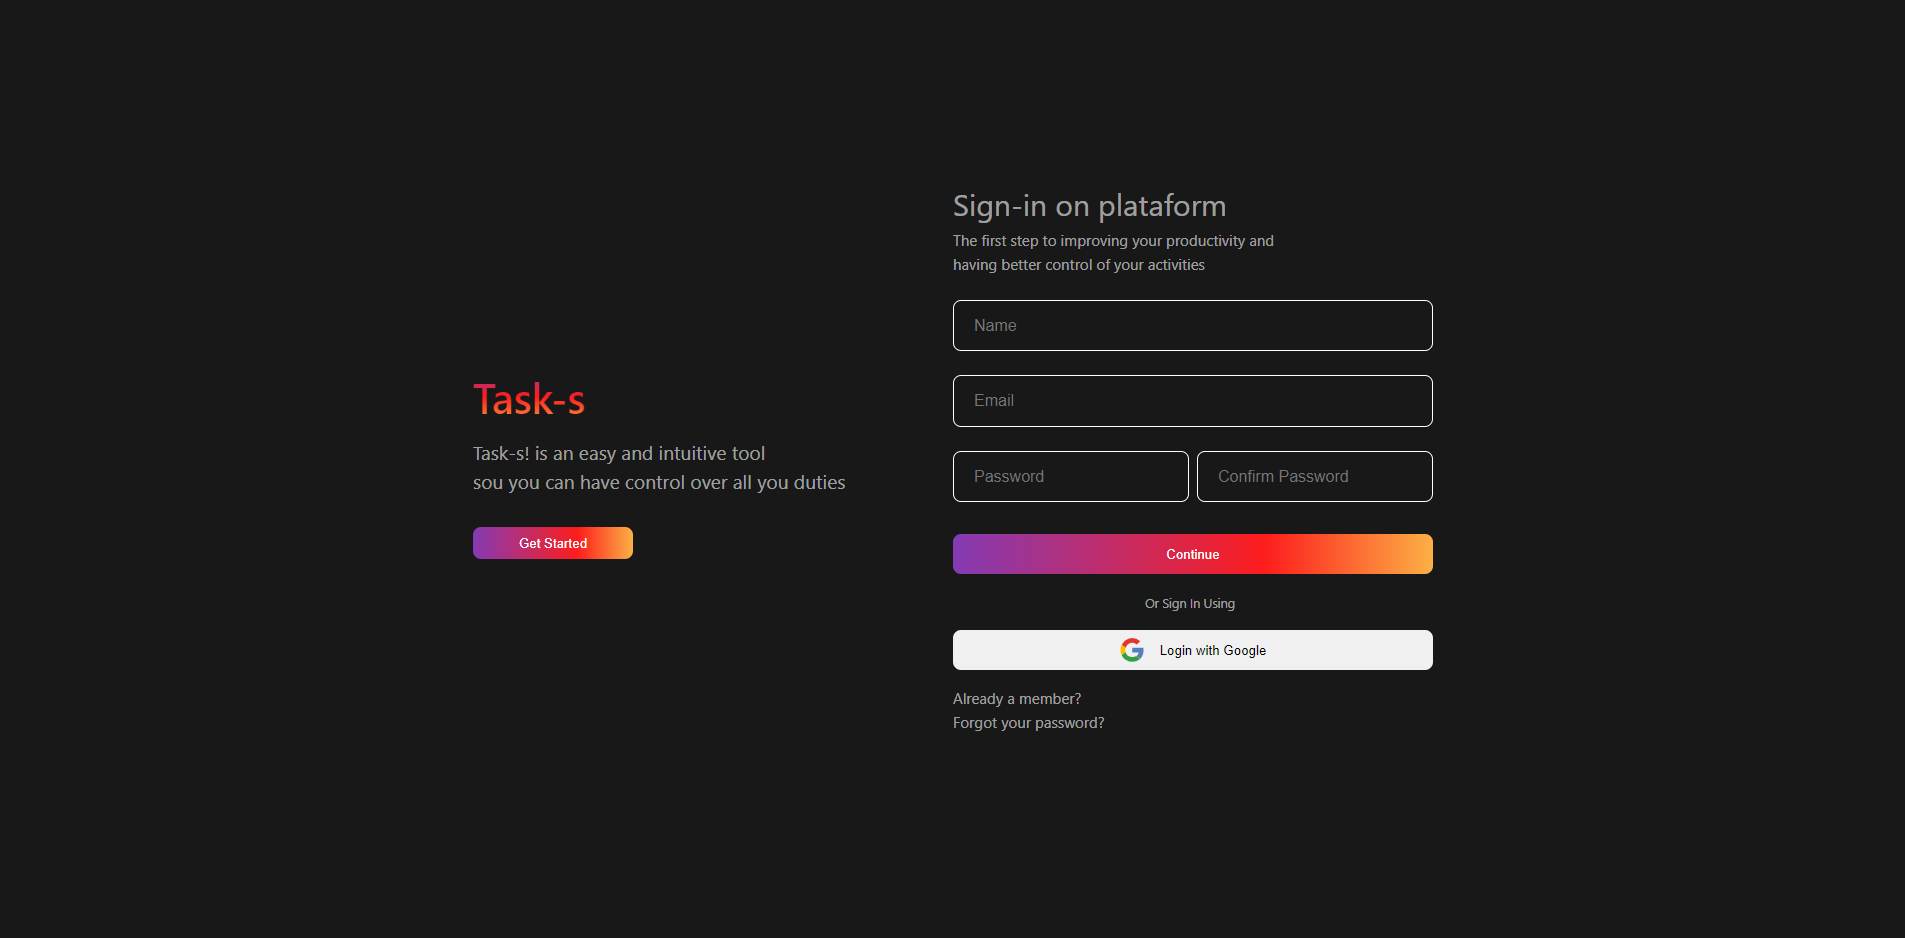 Task-s
Task-s! is an easy and intuitive tool
sou you can have control over all you duties
Get Started
Sign-in on plataform
The first step to improving your productivity and
having better control of your activities
Name
Email
Password
Confirm Password
Continue
Or Sign In Using
Login with Google
Already a member?
Forgot your password?